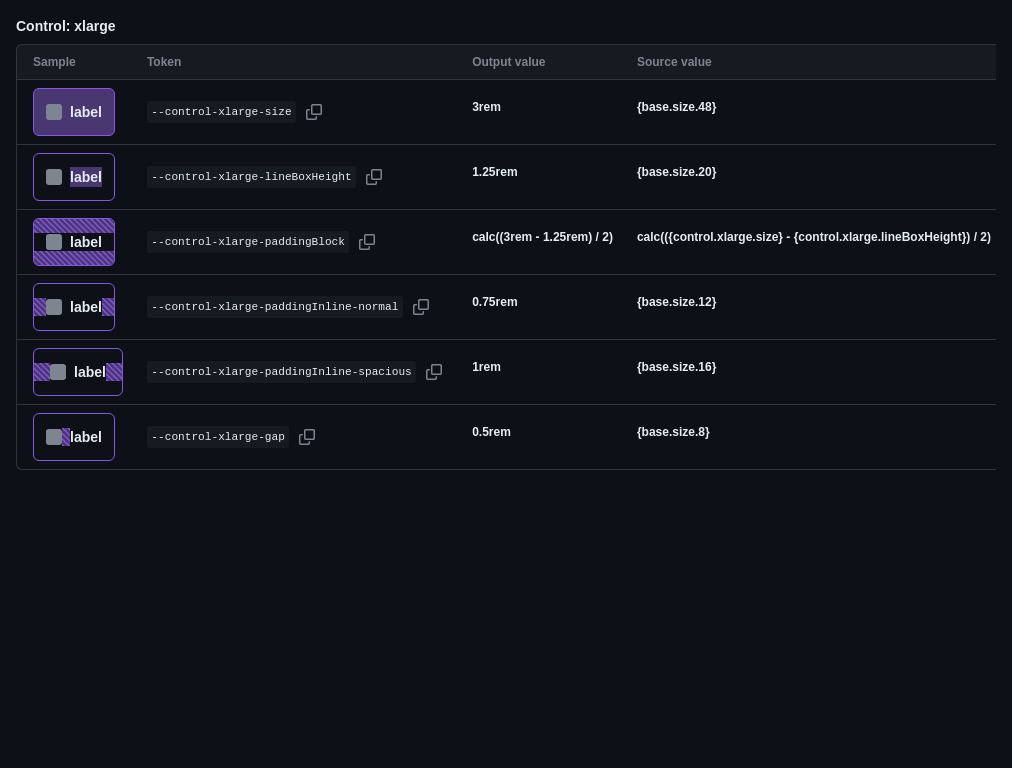 Control: xlarge
Sample Token Output value Source value
label --control-xlarge-size 3rem {base.size.48}
label --control-xlarge-lineBoxHeight 1.25rem {base.size.20}
label --control-xlarge-paddingBlock calc((3rem - 1.25rem) / 2) calc(({control.xlarge.size} - {control.xlarge.lineBoxHeight}) / 2)
label --control-xlarge-paddingInline-normal 0.75rem {base.size.12}
label --control-xlarge-paddingInline-spacious 1rem {base.size.16}
label --control-xlarge-gap 0.5rem {base.size.8}